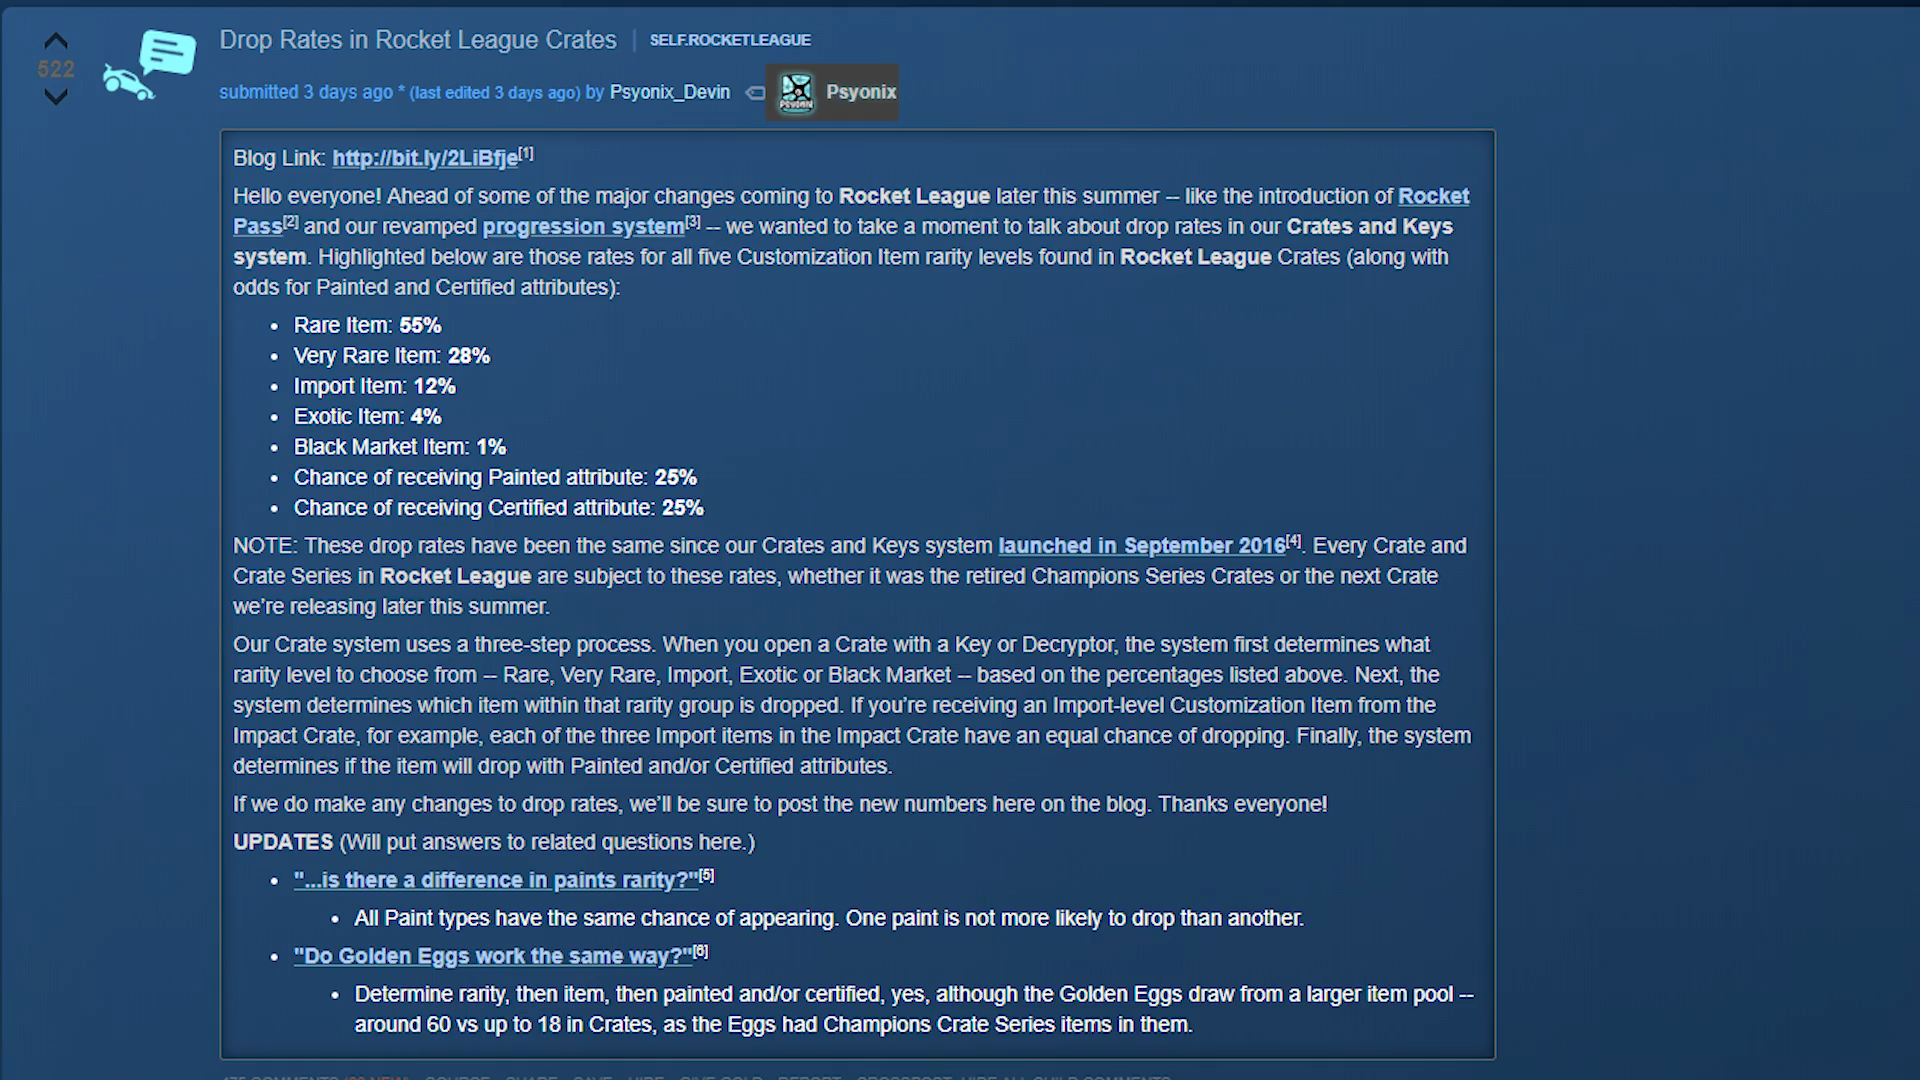 Drop Rates in Rocket League Crates | SELF.ROCKETLEAGUE
522
submitted 3 days ago * (last edited 3 days ago) by Psyonix_Devin PSYONIX Psyonix
Blog Link: http://bit.ly/2LiBfje[1]
Hello everyone! Ahead of some of the major changes coming to Rocket League later this summer -- like the introduction of Rocket
Pass[2] and our revamped progression system[3] -- we wanted to take a moment to talk about drop rates in our Crates and Keys
system. Highlighted below are those rates for all five Customization Item rarity levels found in Rocket League Crates (along with
odds for Painted and Certified attributes):
• Rare Item: 55%
• Very Rare Item: 28%
• Import Item: 12%
• Exotic Item: 4%
• Black Market Item: 1%
• Chance of receiving Painted attribute: 25%
• Chance of receiving Certified attribute: 25%
NOTE: These drop rates have been the same since our Crates and Keys system launched in September 2016[4]. Every Crate and
Crate Series in Rocket League are subject to these rates, whether it was the retired Champions Series Crates or the next Crate
we're releasing later this summer.
Our Crate system uses a three-step process. When you open a Crate with a Key or Decryptor, the system first determines what
rarity level to choose from -- Rare, Very Rare, Import, Exotic or Black Market -- based on the percentages listed above. Next, the
system determines which item within that rarity group is dropped. If you're receiving an Import-level Customization Item from the
Impact Crate, for example, each of the three Import items in the Impact Crate have an equal chance of dropping. Finally, the system
determines if the item will drop with Painted and/or Certified attributes.
If we do make any changes to drop rates, we'll be sure to post the new numbers here on the blog. Thanks everyone!
UPDATES (Will put answers to related questions here.)
• "...is there a difference in paints rarity?"[5]
• All Paint types have the same chance of appearing. One paint is not more likely to drop than another.
• "Do Golden Eggs work the same way?"[6]
• Determine rarity, then item, then painted and/or certified, yes, although the Golden Eggs draw from a larger item pool --
around 60 vs up to 18 in Crates, as the Eggs had Champions Crate Series items in them.